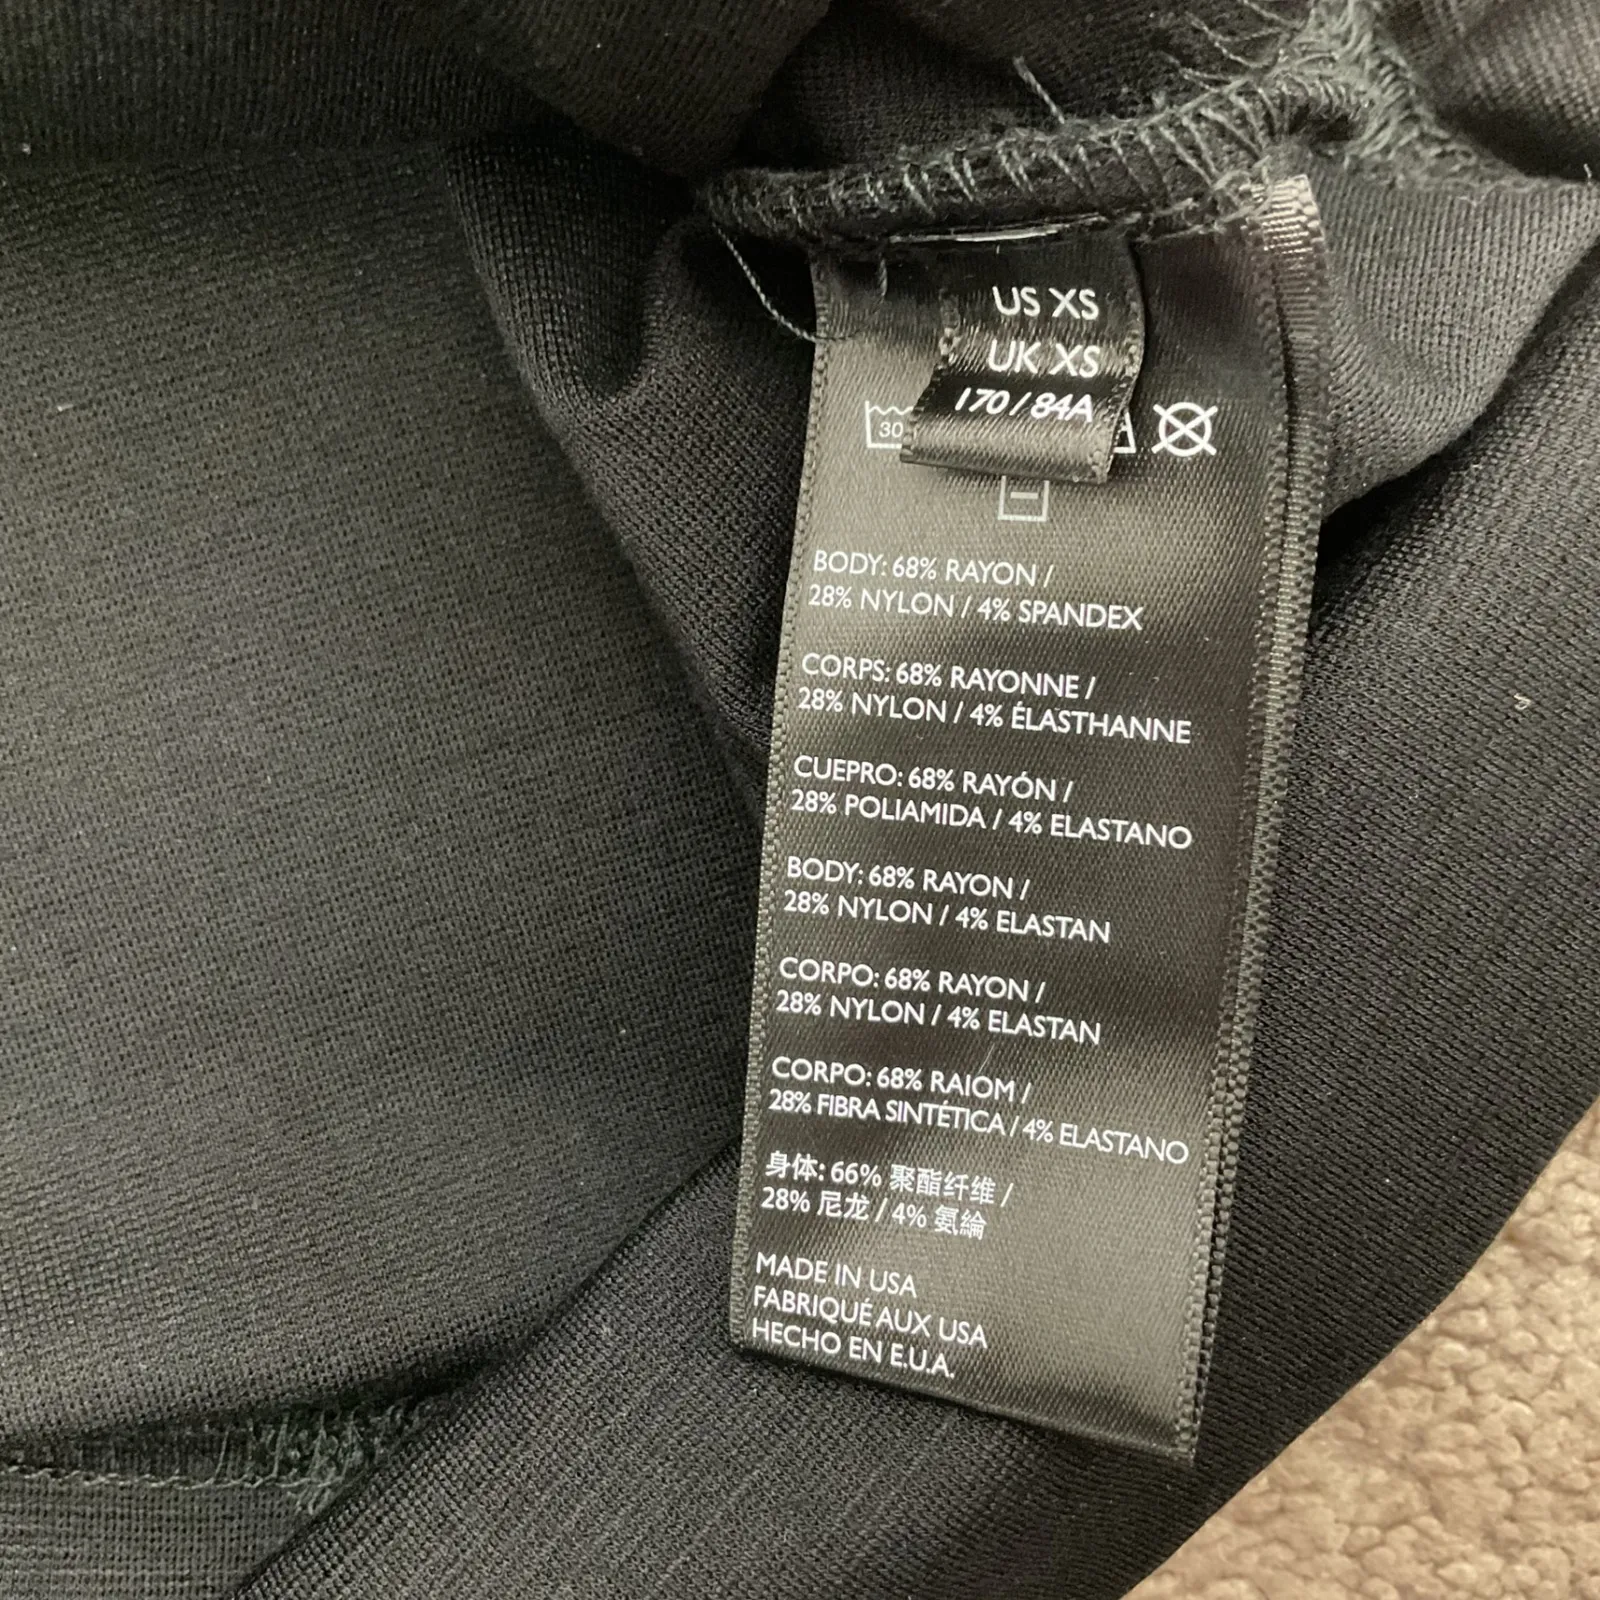 US XS
UK XS
170/84A
30
BODY: 68% RAYON /
28% NYLON / 4% SPANDEX
CORPS: 68% RAYONNE /
28% NYLON / 4% ÉLASTHANNE
CUEPRO: 68% RAYÓN /
28% POLIAMIDA / 4% ELASTANO
BODY: 68% RAYON /
28% NYLON / 4% ELASTAN
CORPO: 68% RAYON /
28% NYLON / 4% ELASTAN
CORPO: 68% RAIOM /
28% FIBRA SINTÉTICA / 4% ELASTANO
身体: 66% 聚酯纤维 /
28% 尼龙 / 4% 氨綸
MADE IN USA
FABRIQUÉ AUX USA
HECHO EN E.U.A.